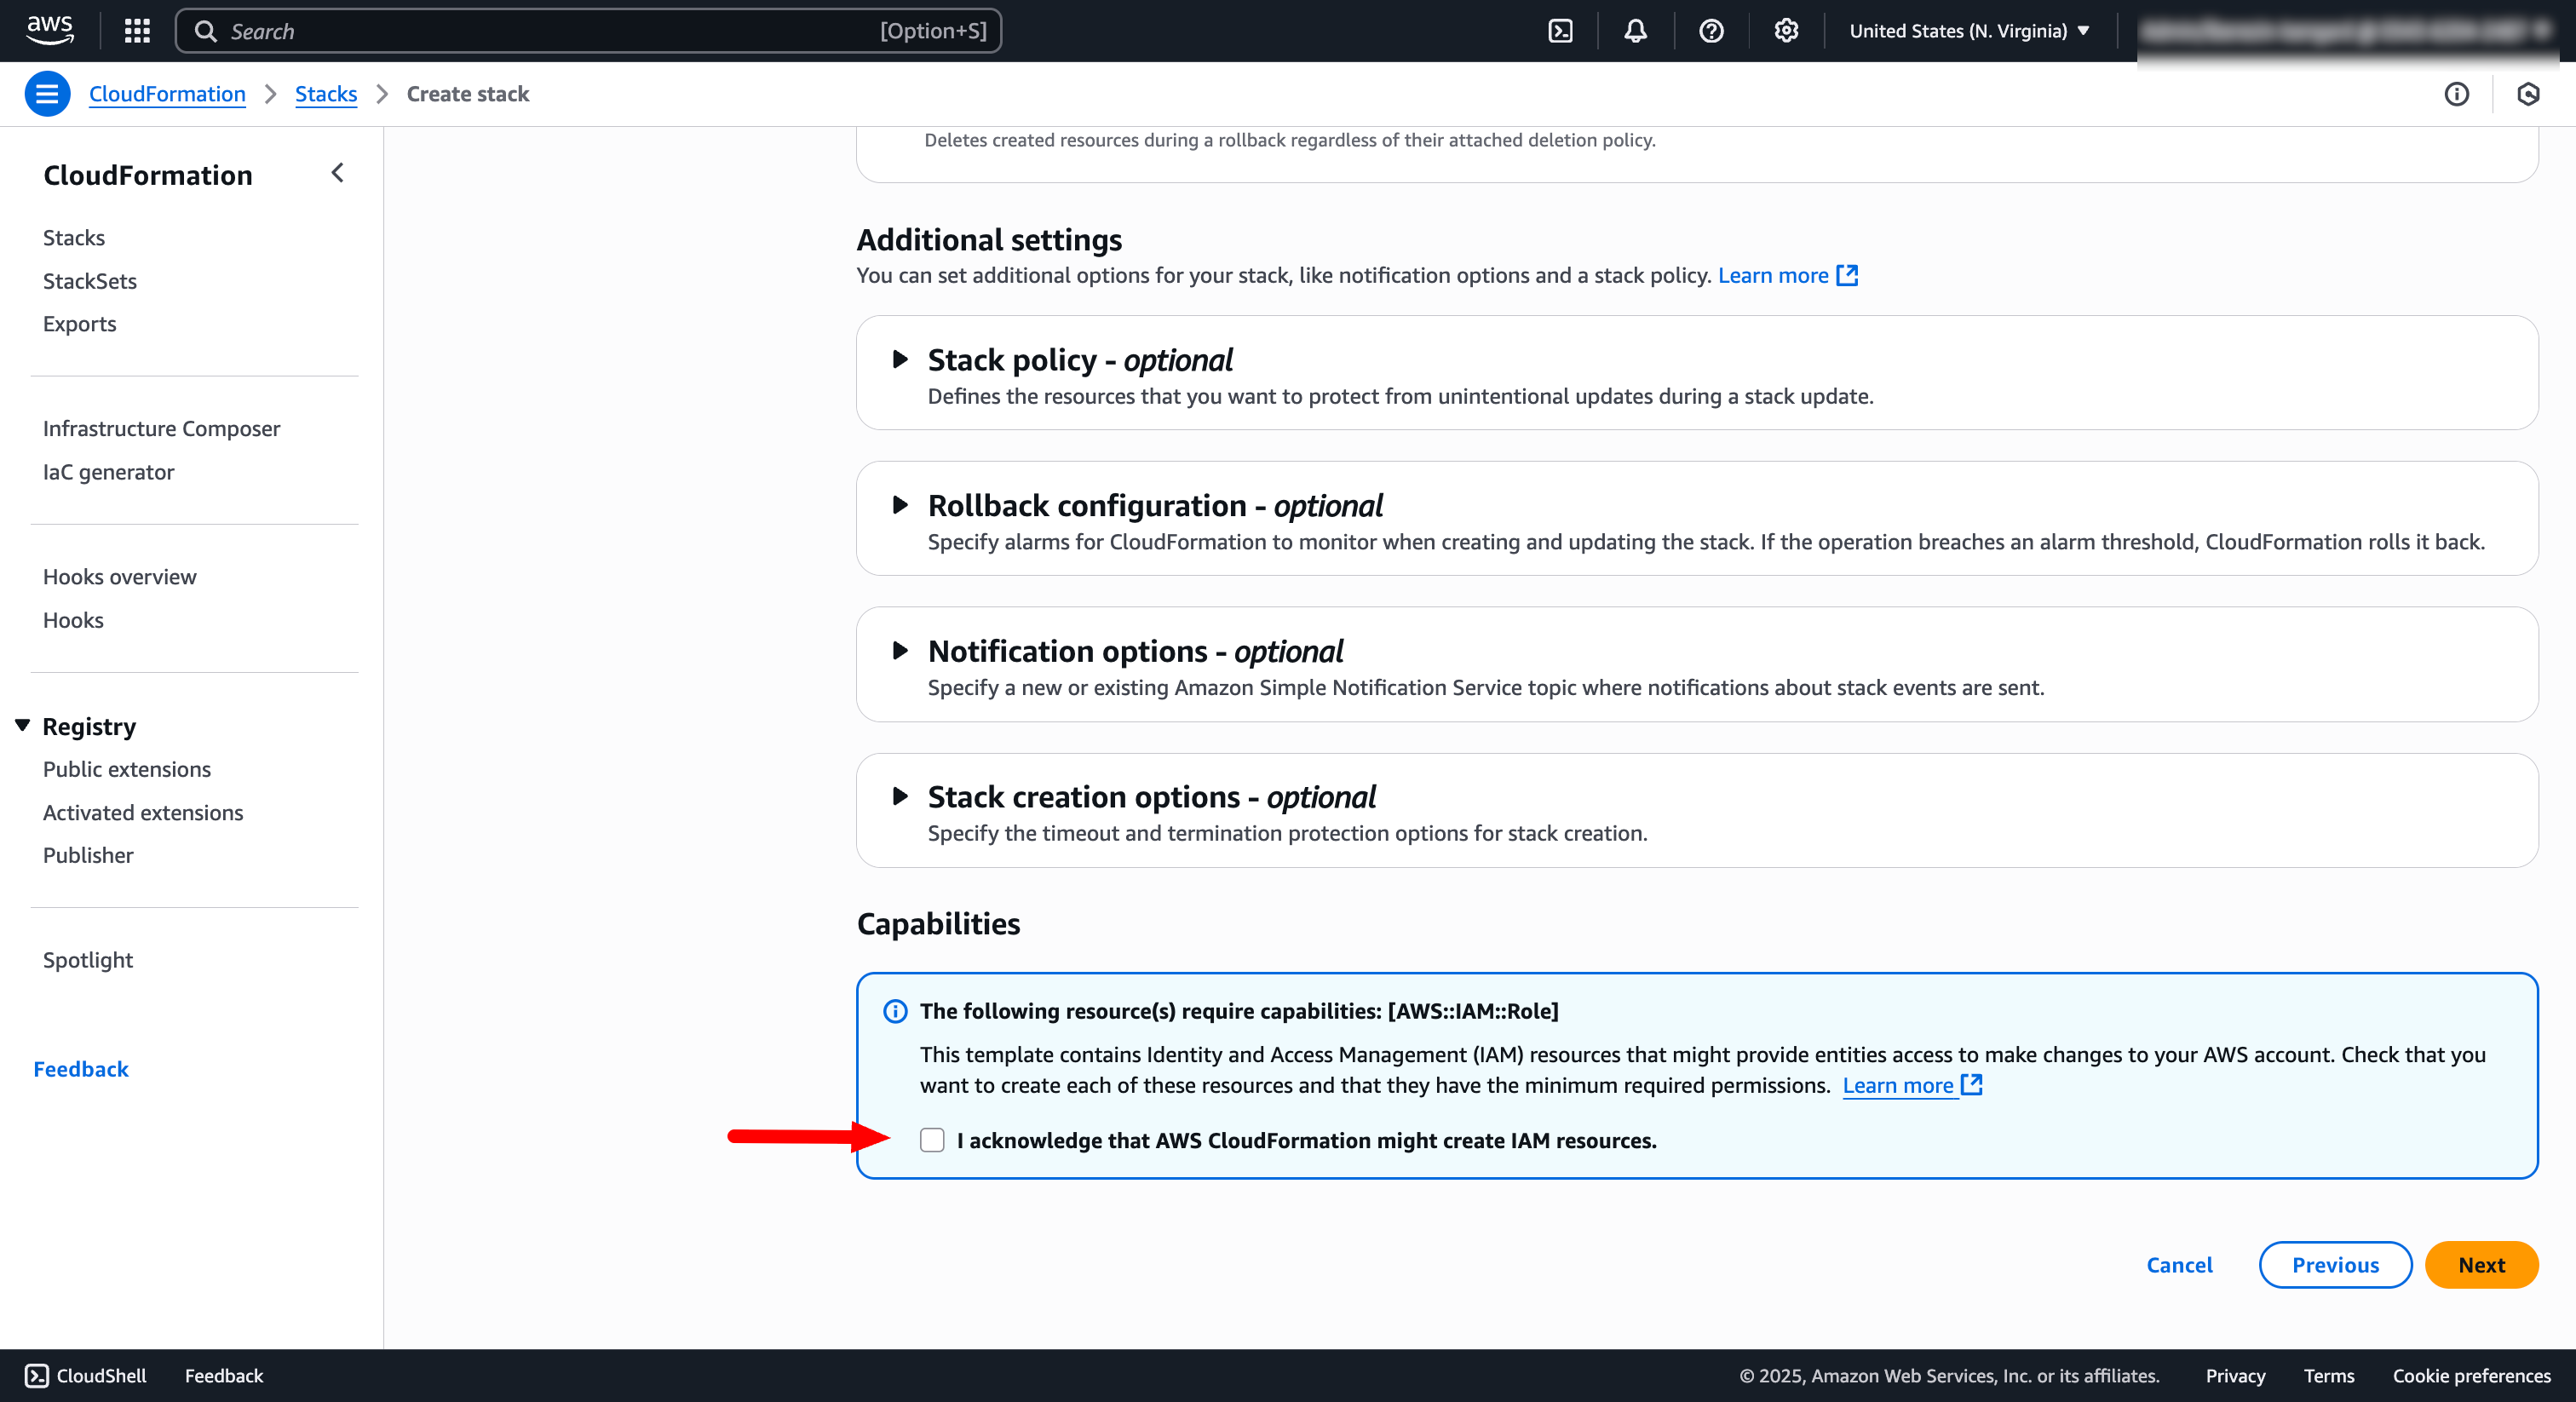 aws
Search [Option+S]
United States (N. Virginia)
CloudFormation
Stacks
Create stack
CloudFormation
Stacks
StackSets
Exports
Infrastructure Composer
IaC generator
Hooks overview
Hooks
Registry
Public extensions
Activated extensions
Publisher
Spotlight
Feedback
Deletes created resources during a rollback regardless of their attached deletion policy.
Additional settings
You can set additional options for your stack, like notification options and a stack policy. Learn more
Stack policy - optional
Defines the resources that you want to protect from unintentional updates during a stack update.
Rollback configuration - optional
Specify alarms for CloudFormation to monitor when creating and updating the stack. If the operation breaches an alarm threshold, CloudFormation rolls it back.
Notification options - optional
Specify a new or existing Amazon Simple Notification Service topic where notifications about stack events are sent.
Stack creation options - optional
Specify the timeout and termination protection options for stack creation.
Capabilities
The following resource(s) require capabilities: [AWS::IAM::Role]
This template contains Identity and Access Management (IAM) resources that might provide entities access to make changes to your AWS account. Check that you
want to create each of these resources and that they have the minimum required permissions. Learn more
I acknowledge that AWS CloudFormation might create IAM resources.
Cancel
Previous
Next
CloudShell
Feedback
© 2025, Amazon Web Services, Inc. or its affiliates.
Privacy
Terms
Cookie preferences